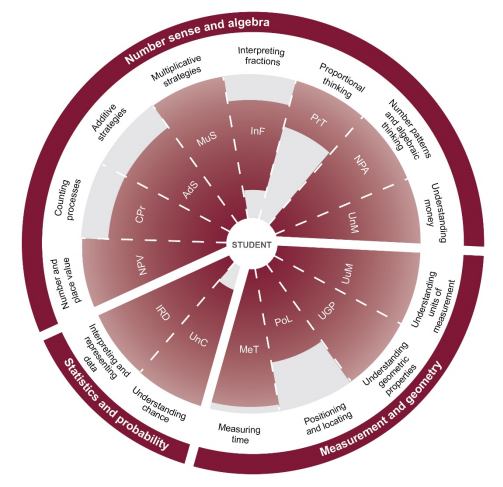 Number sense and algebra
Interpreting
fractions
Multiplicative
strategies
Proportional
thinking
Additive
strategies
Number patterns
and algebraic
thinking
Counting
processes
Understanding
money
Number and
place value
MuS
InF
PrT
AdS
NPA
CPr
UnM
NPV
STUDENT
UuM
IRD
UGP
UnC
PoL
MeT
Understanding
units of
measurement
Interpreting and
representing
data
Understanding
geometric
properties
Understanding
chance
Positioning
and locating
Measuring
time
Statistics and probability
Measurement and geometry